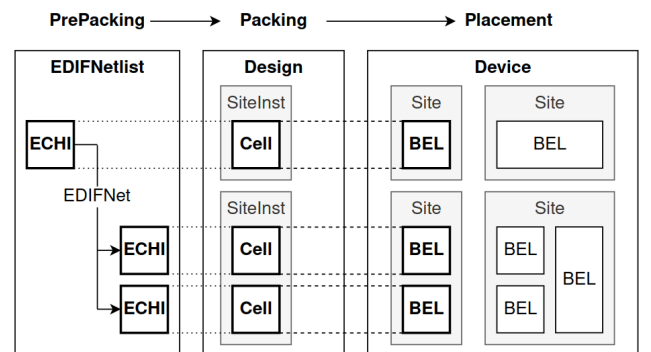 PrePacking Packing Placement
EDIFNetlist Design Device
SiteInst Site Site
ECHI Cell BEL BEL
EDIFNet
SiteInst Site Site
ECHI Cell BEL BEL
BEL
ECHI Cell BEL BEL